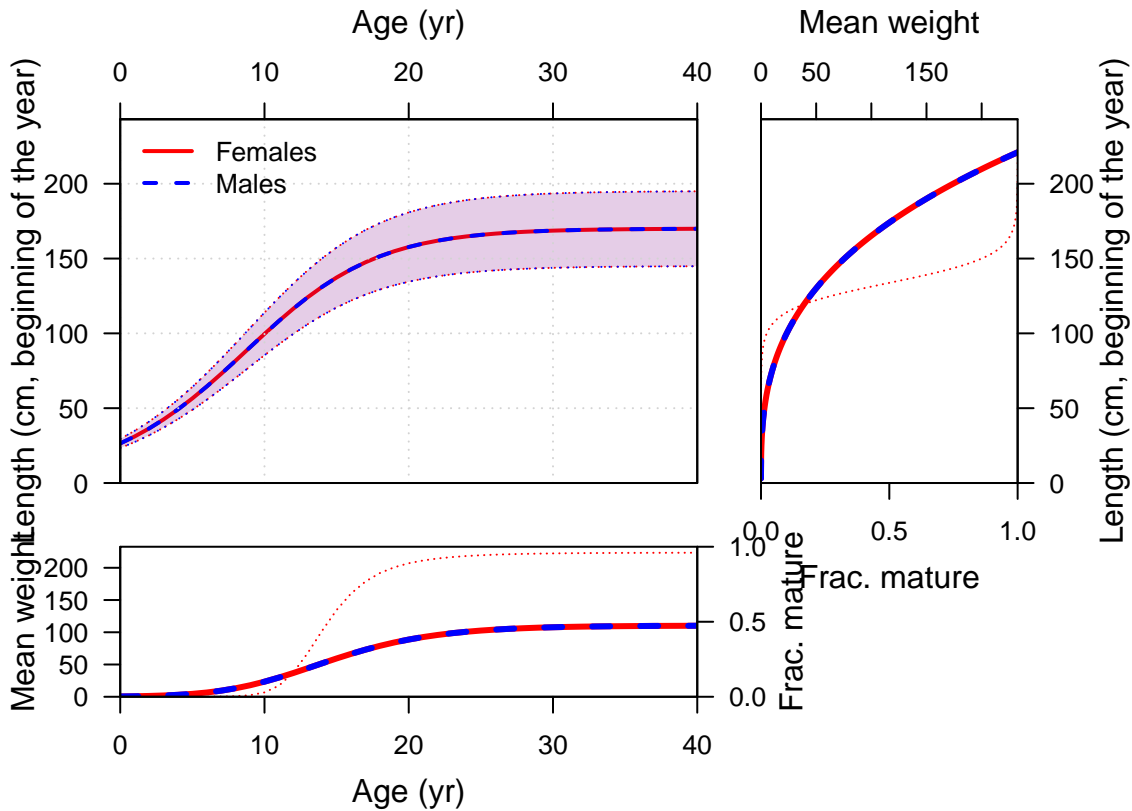 Age (yr)
0 10 20 30 40
Length (cm, beginning of the year)
200
150
100
50
0
Females
Males
Mean weight
0 50 150
200
150
100
50
0
Length (cm, beginning of the year)
0.0 0.5 1.0
Frac. mature
Mean weight
200
150
100
50
0
1.0
0.5
0.0
Frac. mature
0 10 20 30 40
Age (yr)